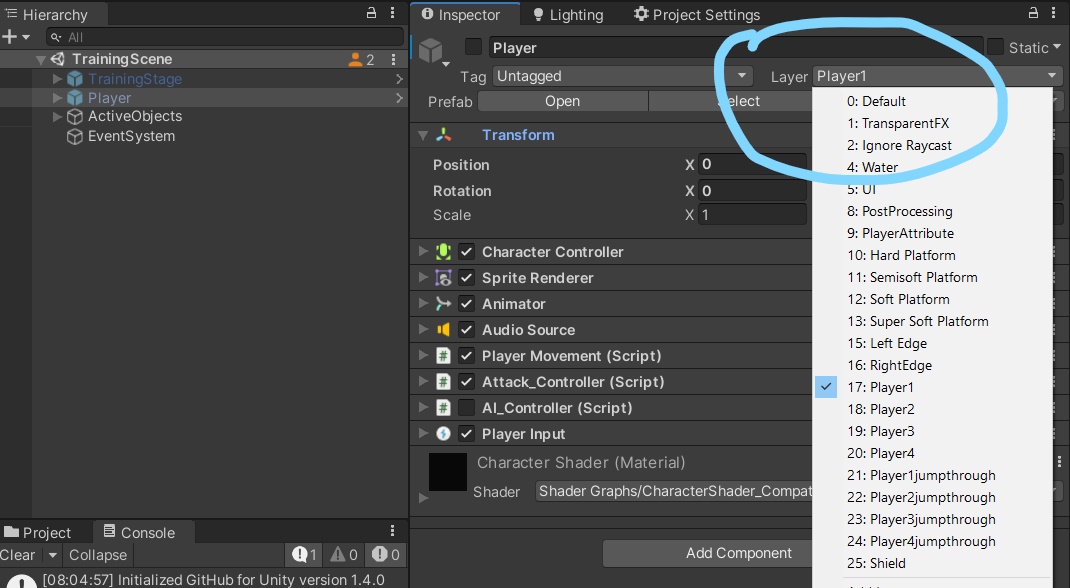 Hierarchy
Inspector
Lighting
Project Settings
All
Player
Static
TrainingScene
2
Tag
Untagged
Layer
Player1
TrainingStage
Player
ActiveObjects
EventSystem
Prefab
Open
Select
Transform
Position
X
0
Rotation
X
0
Scale
X
1
Character Controller
Sprite Renderer
Animator
Audio Source
Player Movement (Script)
Attack_Controller (Script)
AI_Controller (Script)
Player Input
Character Shader (Material)
Shader
Shader Graphs/CharacterShader_Compat
Add Component
0: Default
1: TransparentFX
2: Ignore Raycast
4: Water
5: UI
8: PostProcessing
9: PlayerAttribute
10: Hard Platform
11: Semisoft Platform
12: Soft Platform
13: Super Soft Platform
15: Left Edge
16: RightEdge
17: Player1
18: Player2
19: Player3
20: Player4
21: Player1jumpthrough
22: Player2jumpthrough
23: Player3jumpthrough
24: Player4jumpthrough
25: Shield
Project
Console
Clear
Collapse
1
0
0
[08:04:57] Initialized GitHub for Unity version 1.4.0